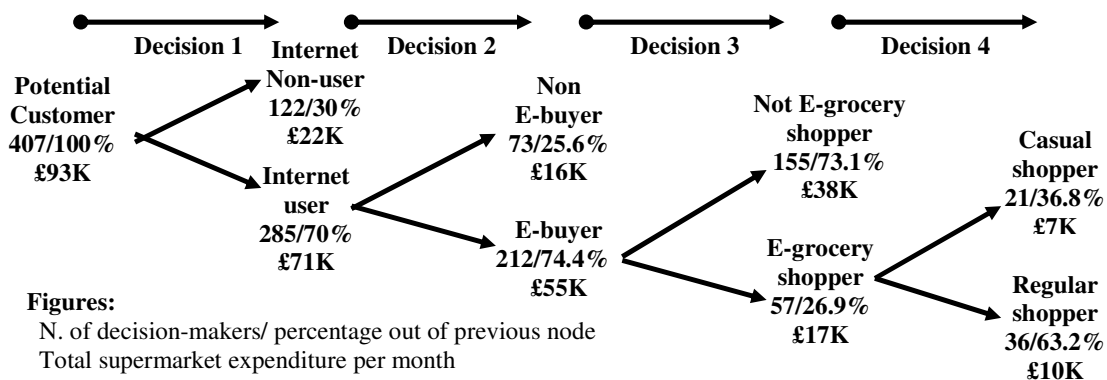 Decision 1
Decision 2
Decision 3
Decision 4
Potential
Customer
407/100%
£93K
Internet
Non-user
122/30%
£22K
Internet
user
285/70%
£71K
Non
E-buyer
73/25.6%
£16K
E-buyer
212/74.4%
£55K
Not E-grocery
shopper
155/73.1%
£38K
E-grocery
shopper
57/26.9%
£17K
Casual
shopper
21/36.8%
£7K
Regular
shopper
36/63.2%
£10K
Figures:
N. of decision-makers/ percentage out of previous node
Total supermarket expenditure per month